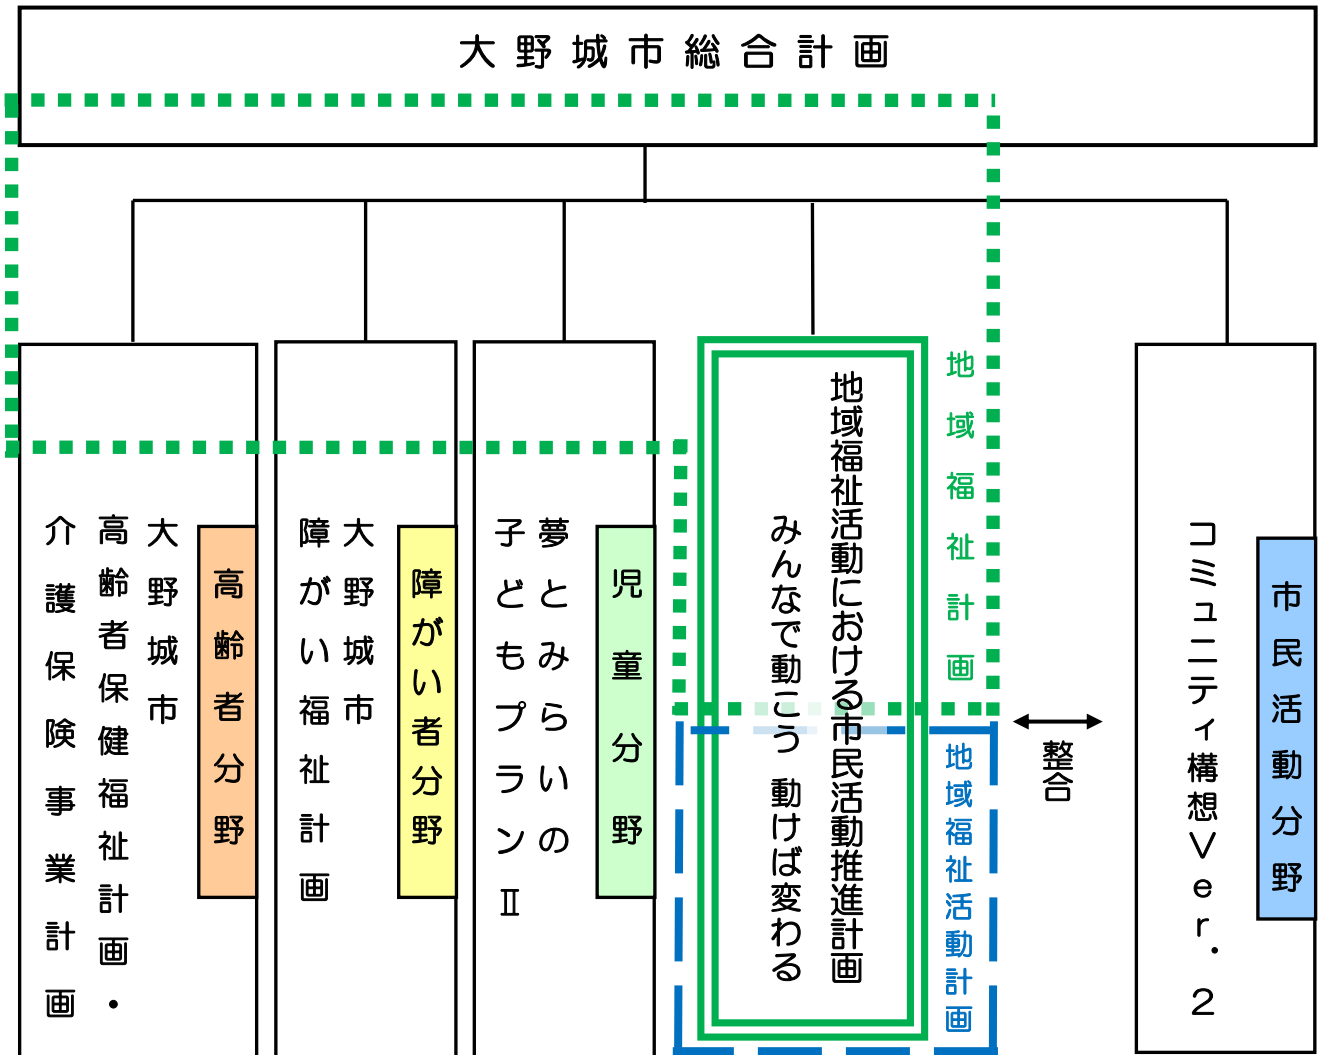 大野城市総合計画
地域福祉計画
地域福祉活動計画
整合
市民活動分野
コミュニティ構想Ver.2
地域福祉活動における市民活動推進計画
みんなで動こう 動けば変わる
児童分野
夢とみらいの
子どもプランⅡ
障がい者分野
大野城市
障がい福祉計画
高齢者分野
大野城市
高齢者保健福祉計画・
介護保険事業計画